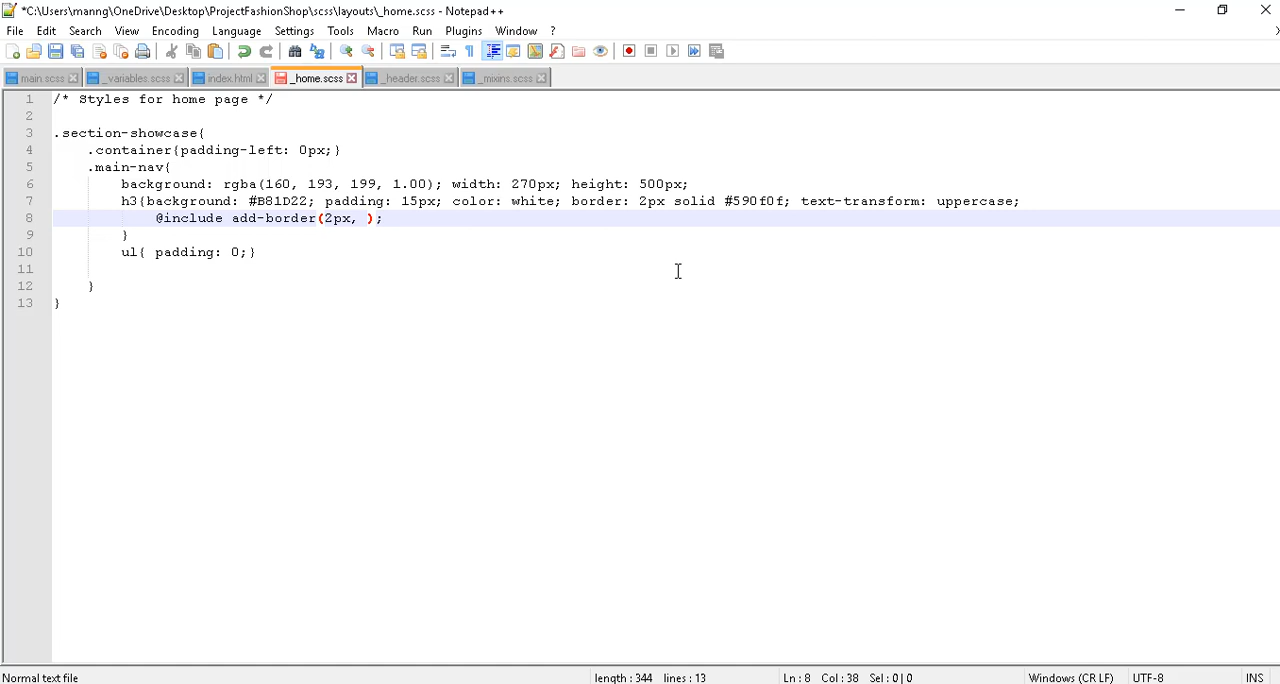 *C:\Users\manng\OneDrive\Desktop\ProjectFashionShop\scss\layouts\_home.scss - Notepad++
File Edit Search View Encoding Language Settings Tools Macro Run Plugins Window ?
main.scss _variables.scss index.html _home.scss _header.scss _mixins.scss
1 /* Styles for home page */
2
3 .section-showcase{
4 .container{padding-left: 0px;}
5 .main-nav{
6 background: rgba(160, 193, 199, 1.00); width: 270px; height: 500px;
7 h3{background: #B81D22; padding: 15px; color: white; border: 2px solid #590f0f; text-transform: uppercase;
8 @include add-border(2px, );
9 }
10 ul{ padding: 0;}
11
12 }
13 }
Normal text file length : 344 lines : 13 Ln : 8 Col : 38 Sel : 0 | 0 Windows (CR LF) UTF-8 INS